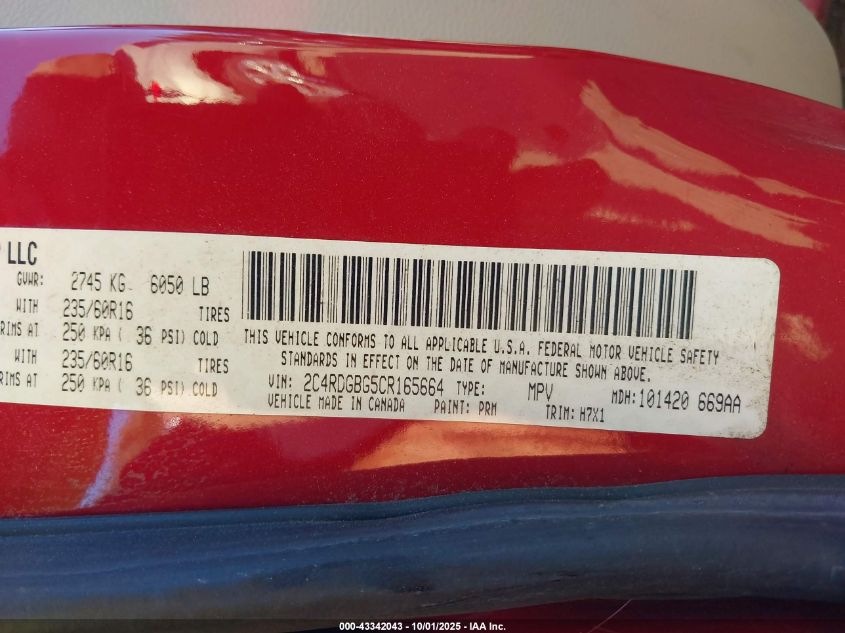 LLC
GVWR: 2745 KG 6050 LB
WITH 235/60R16 TIRES
RIMS AT 250 KPA ( 36 PSI) COLD
WITH 235/60R16 TIRES
RIMS AT 250 KPA ( 36 PSI) COLD
THIS VEHICLE CONFORMS TO ALL APPLICABLE U.S.A. FEDERAL MOTOR VEHICLE SAFETY
STANDARDS IN EFFECT ON THE DATE OF MANUFACTURE SHOWN ABOVE.
VIN: 2C4RDGBG5CR165664 TYPE: MPV MDH:101420 669AA
VEHICLE MADE IN CANADA PAINT: PRM TRIM: H7X1
000-43342043 - 10/01/2025 - IAA Inc.